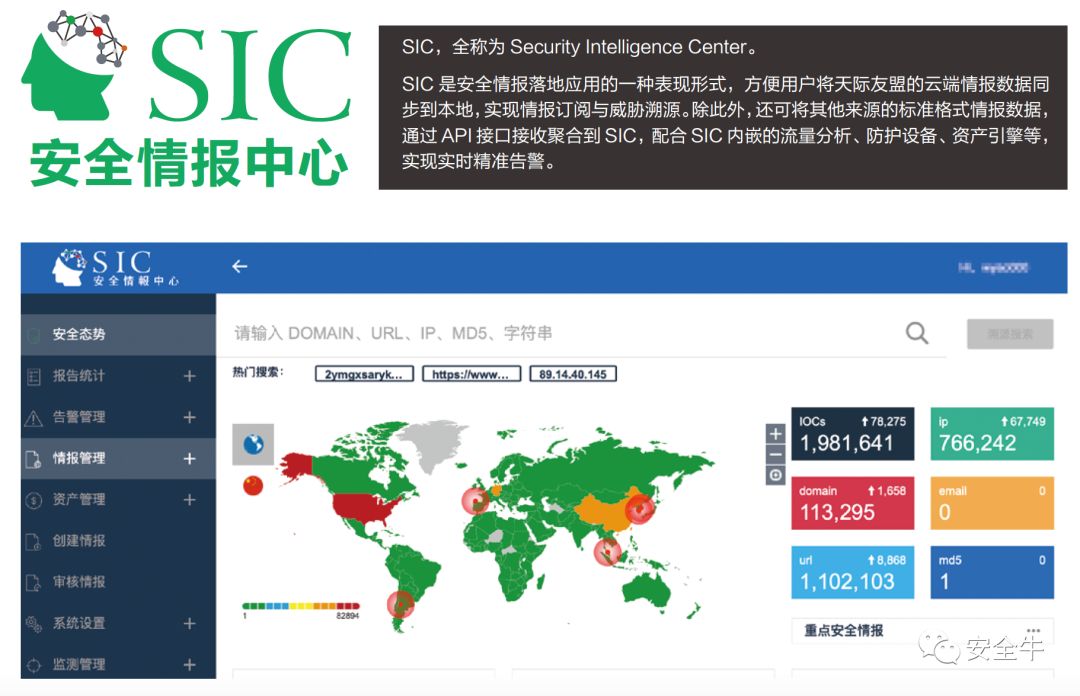 SIC
安全情报中心
SIC，全称为 Security Intelligence Center。
SIC 是安全情报落地应用的一种表现形式，方便用户将天际友盟的云端情报数据同
步到本地，实现情报订阅与威胁溯源。除此外，还可将其他来源的标准格式情报数据，
通过 API 接口接收聚合到 SIC，配合 SIC 内嵌的流量分析、防护设备、资产引擎等，
实现实时精准告警。
SIC
安全情報中心
安全态势
报告统计
告警管理
情报管理
资产管理
创建情报
审核情报
系统设置
监测管理
请输入 DOMAIN、URL、IP、MD5、字符串
溯源搜索
热门搜索：
2ymgxsaryk...
https://www...
89.14.40.145
1
82894
IOCs 78,275
1,981,641
ip 67,749
766,242
domain 1,658
113,295
email 0
0
url 8,868
1,102,103
md5 0
1
重点安全情报
安全牛